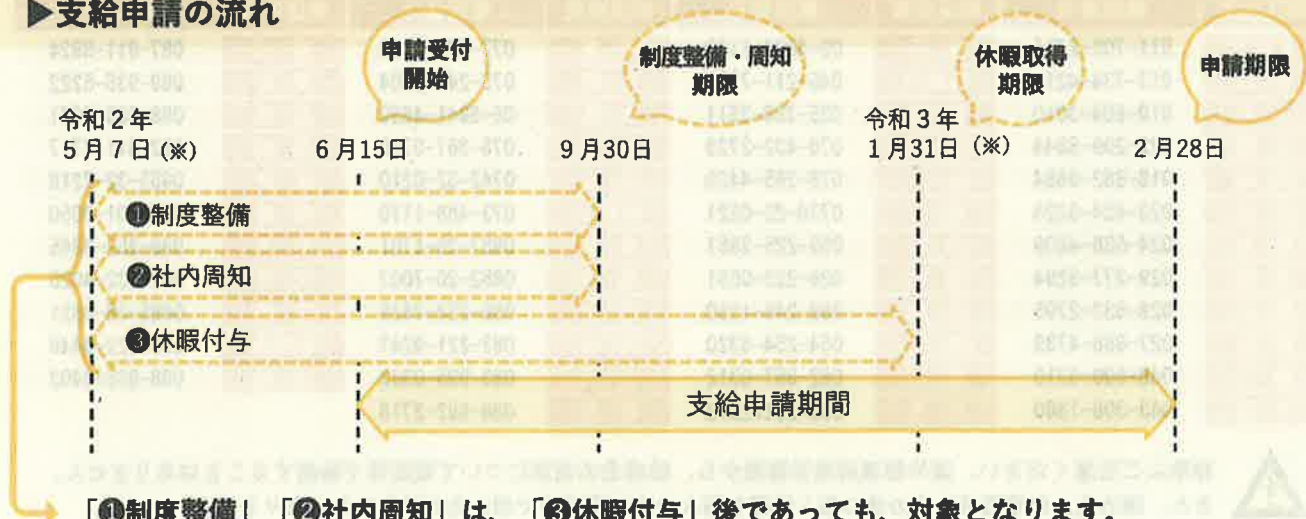 ▶支給申請の流れ
申請受付
開始
制度整備・周知
期限
休暇取得
期限
申請期限
令和2年
5月7日(※)
6月15日
9月30日
令和3年
1月31日(※)
2月28日
❶制度整備
❷社内周知
❸休暇付与
支給申請期間
「❶制度整備」「❷社内周知」は、「❸休暇付与」後であっても、対象となります。